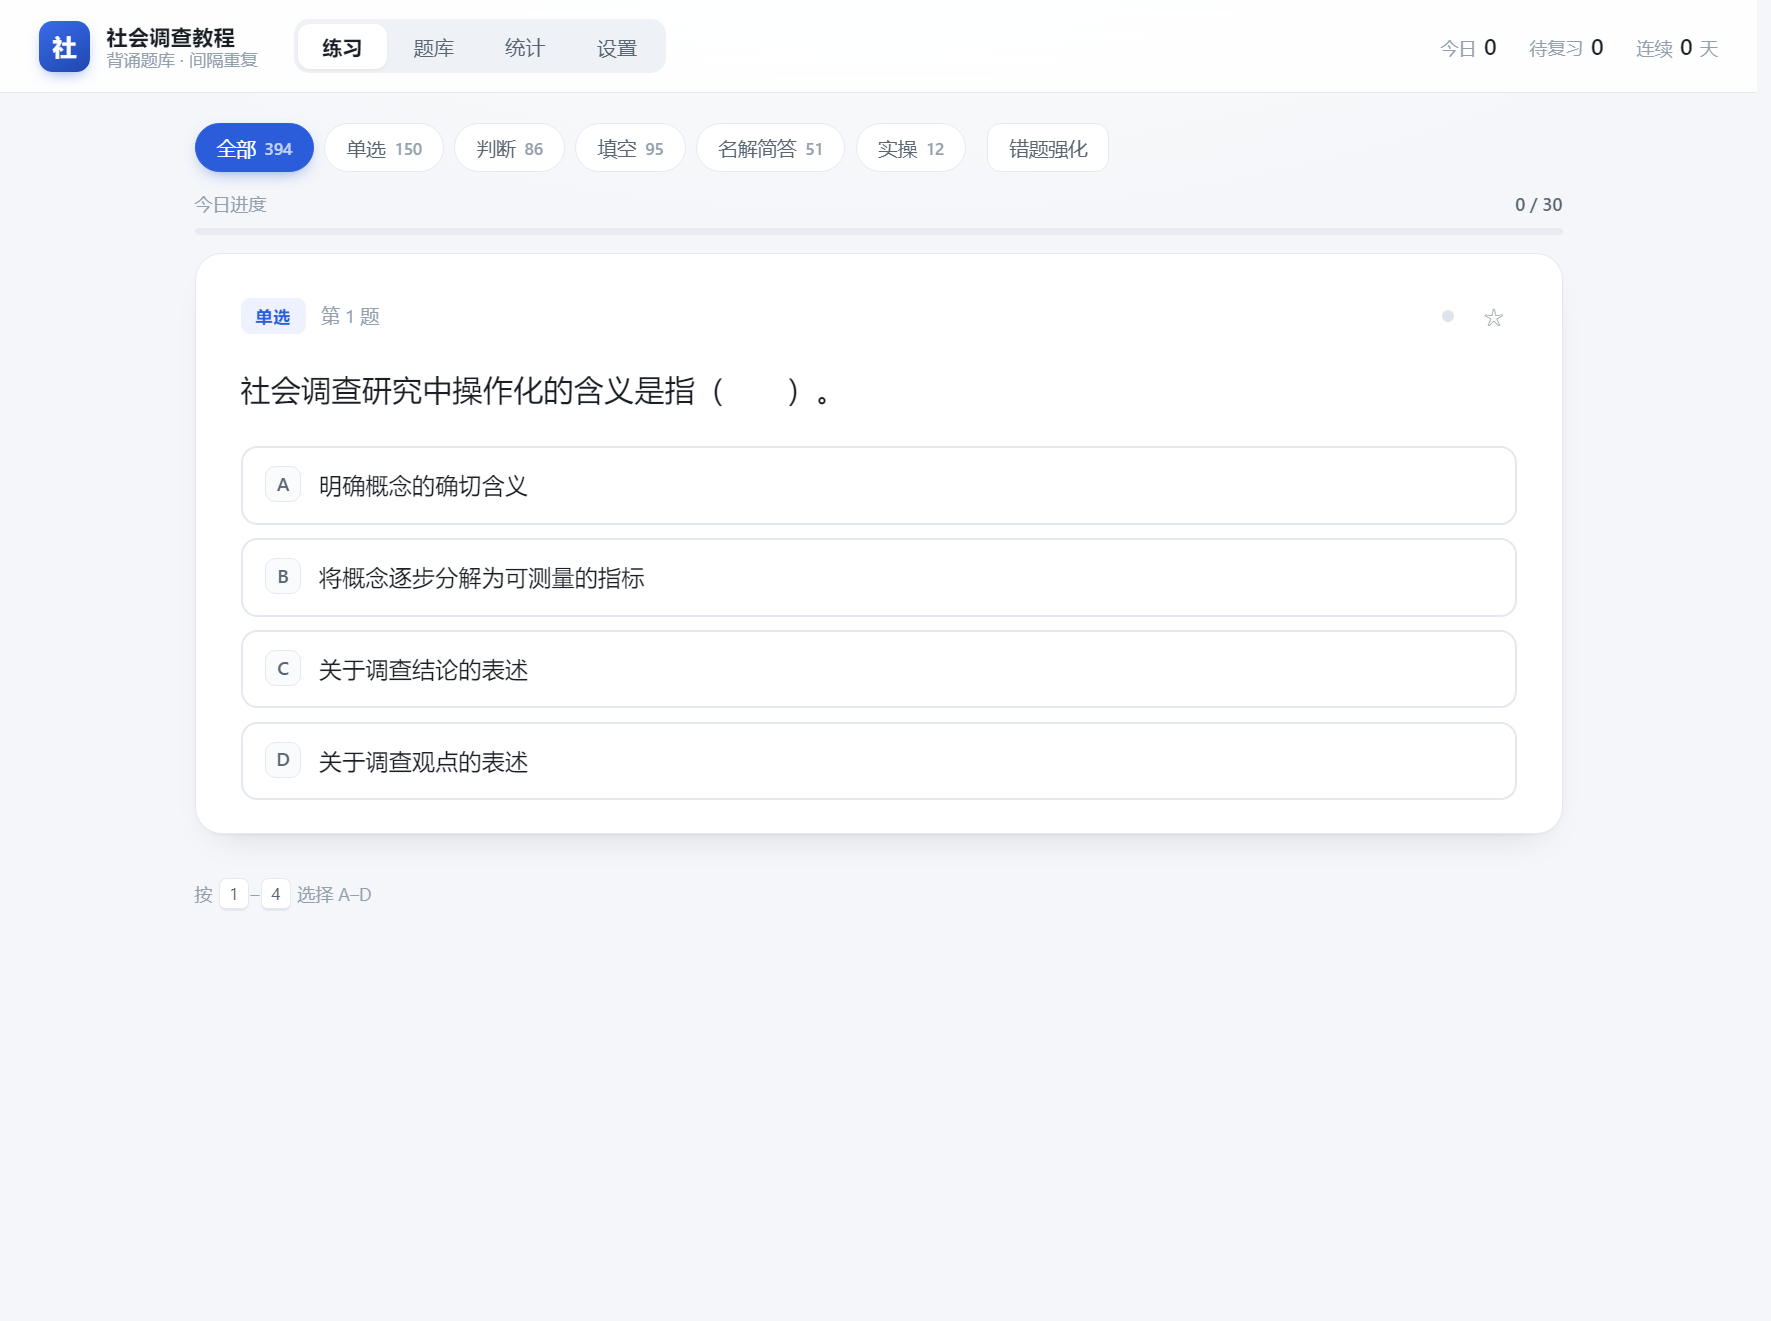 社
社会调查教程
背诵题库 · 间隔重复
练习 题库 统计 设置
今日 0 待复习 0 连续 0 天
全部 394 单选 150 判断 86 填空 95 名解简答 51 实操 12 错题强化
今日进度 0 / 30
单选 第 1 题 ☆
社会调查研究中操作化的含义是指（　　）。
A 明确概念的确切含义
B 将概念逐步分解为可测量的指标
C 关于调查结论的表述
D 关于调查观点的表述
按 1 – 4 选择 A–D